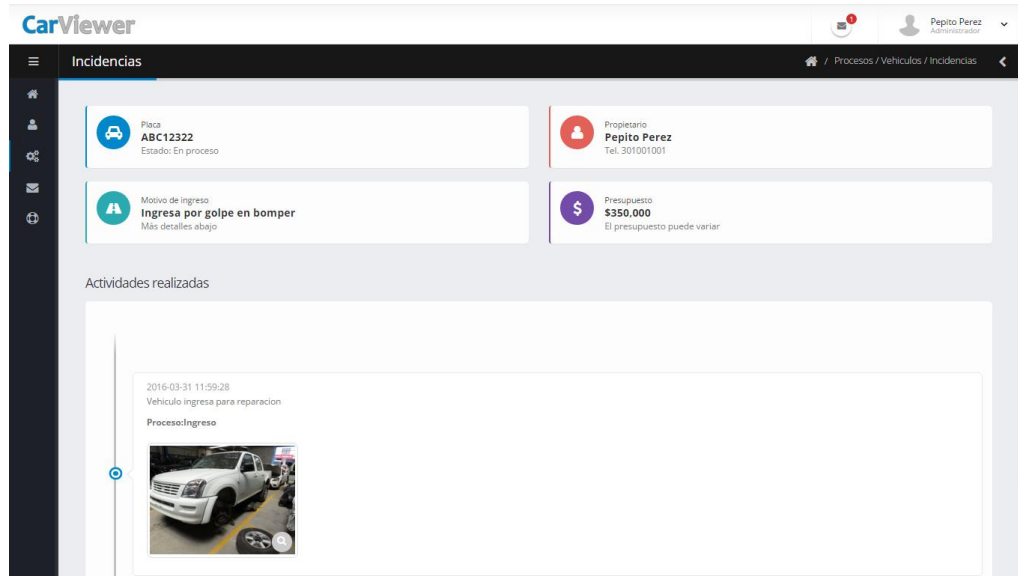 CarViewer
1
Pepito Perez
Administrador
Incidencias
/ Procesos / Vehiculos / Incidencias
Placa
ABC12322
Estado: En proceso
Propietario
Pepito Perez
Tel. 301001001
Motivo de ingreso
Ingresa por golpe en bomper
Más detalles abajo
Presupuesto
$350,000
El presupuesto puede variar
Actividades realizadas
2016-03-31 11:59:28
Vehiculo ingresa para reparacion
Proceso:Ingreso